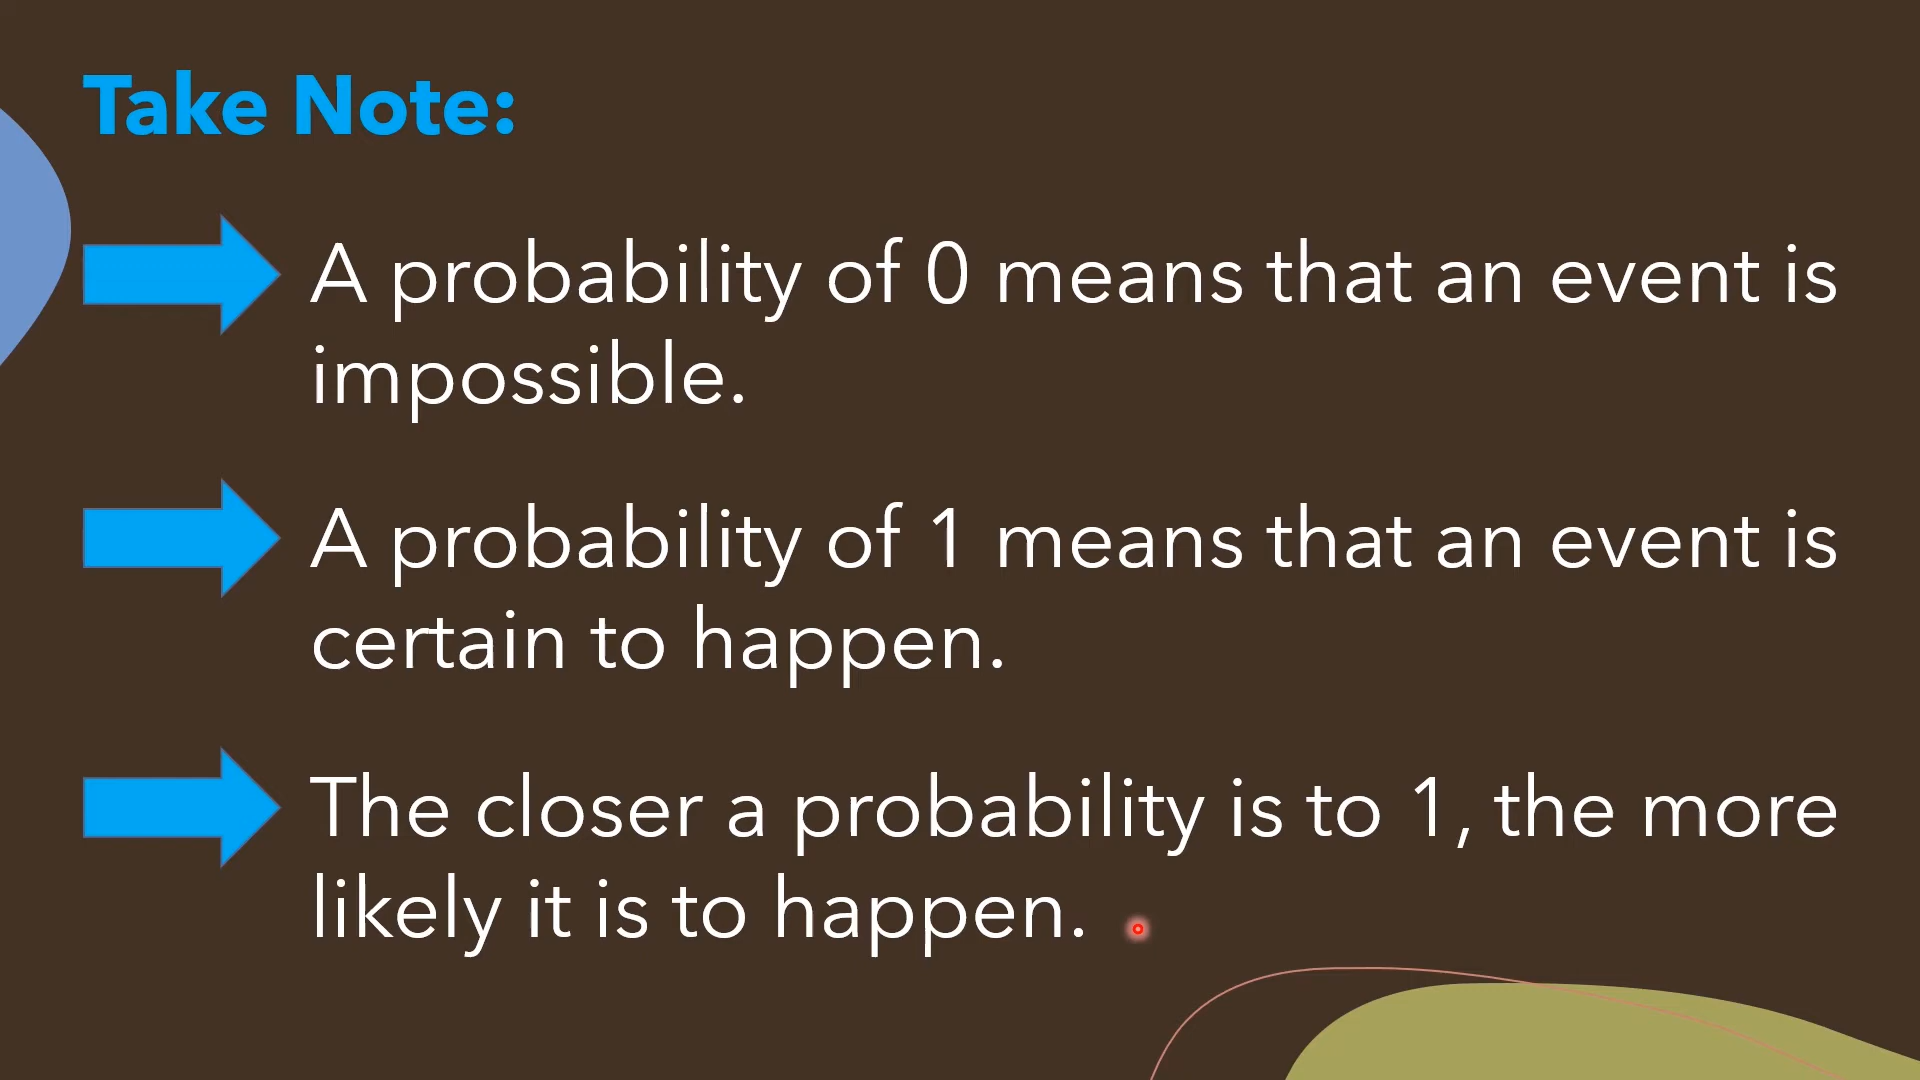 Take Note:
A probability of 0 means that an event is
impossible.
A probability of 1 means that an event is
certain to happen.
The closer a probability is to 1, the more
likely it is to happen.